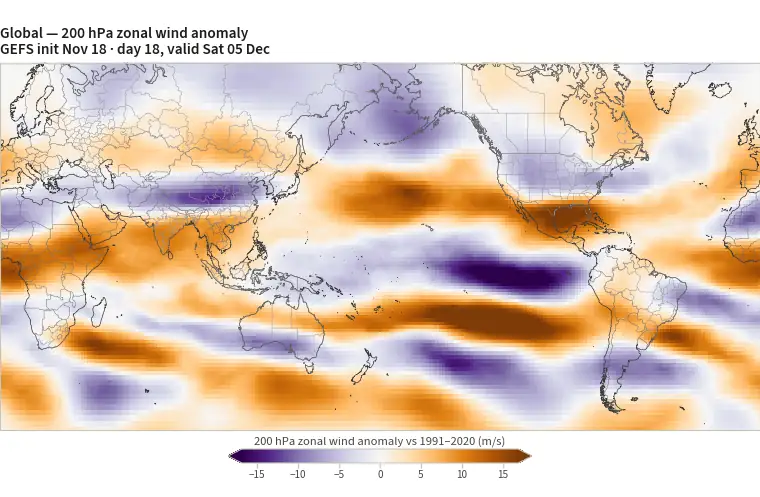 Global — 200 hPa zonal wind anomaly
GEFS init Nov 18 · day 18, valid Sat 05 Dec
200 hPa zonal wind anomaly vs 1991–2020 (m/s)
−15 −10 −5 0 5 10 15